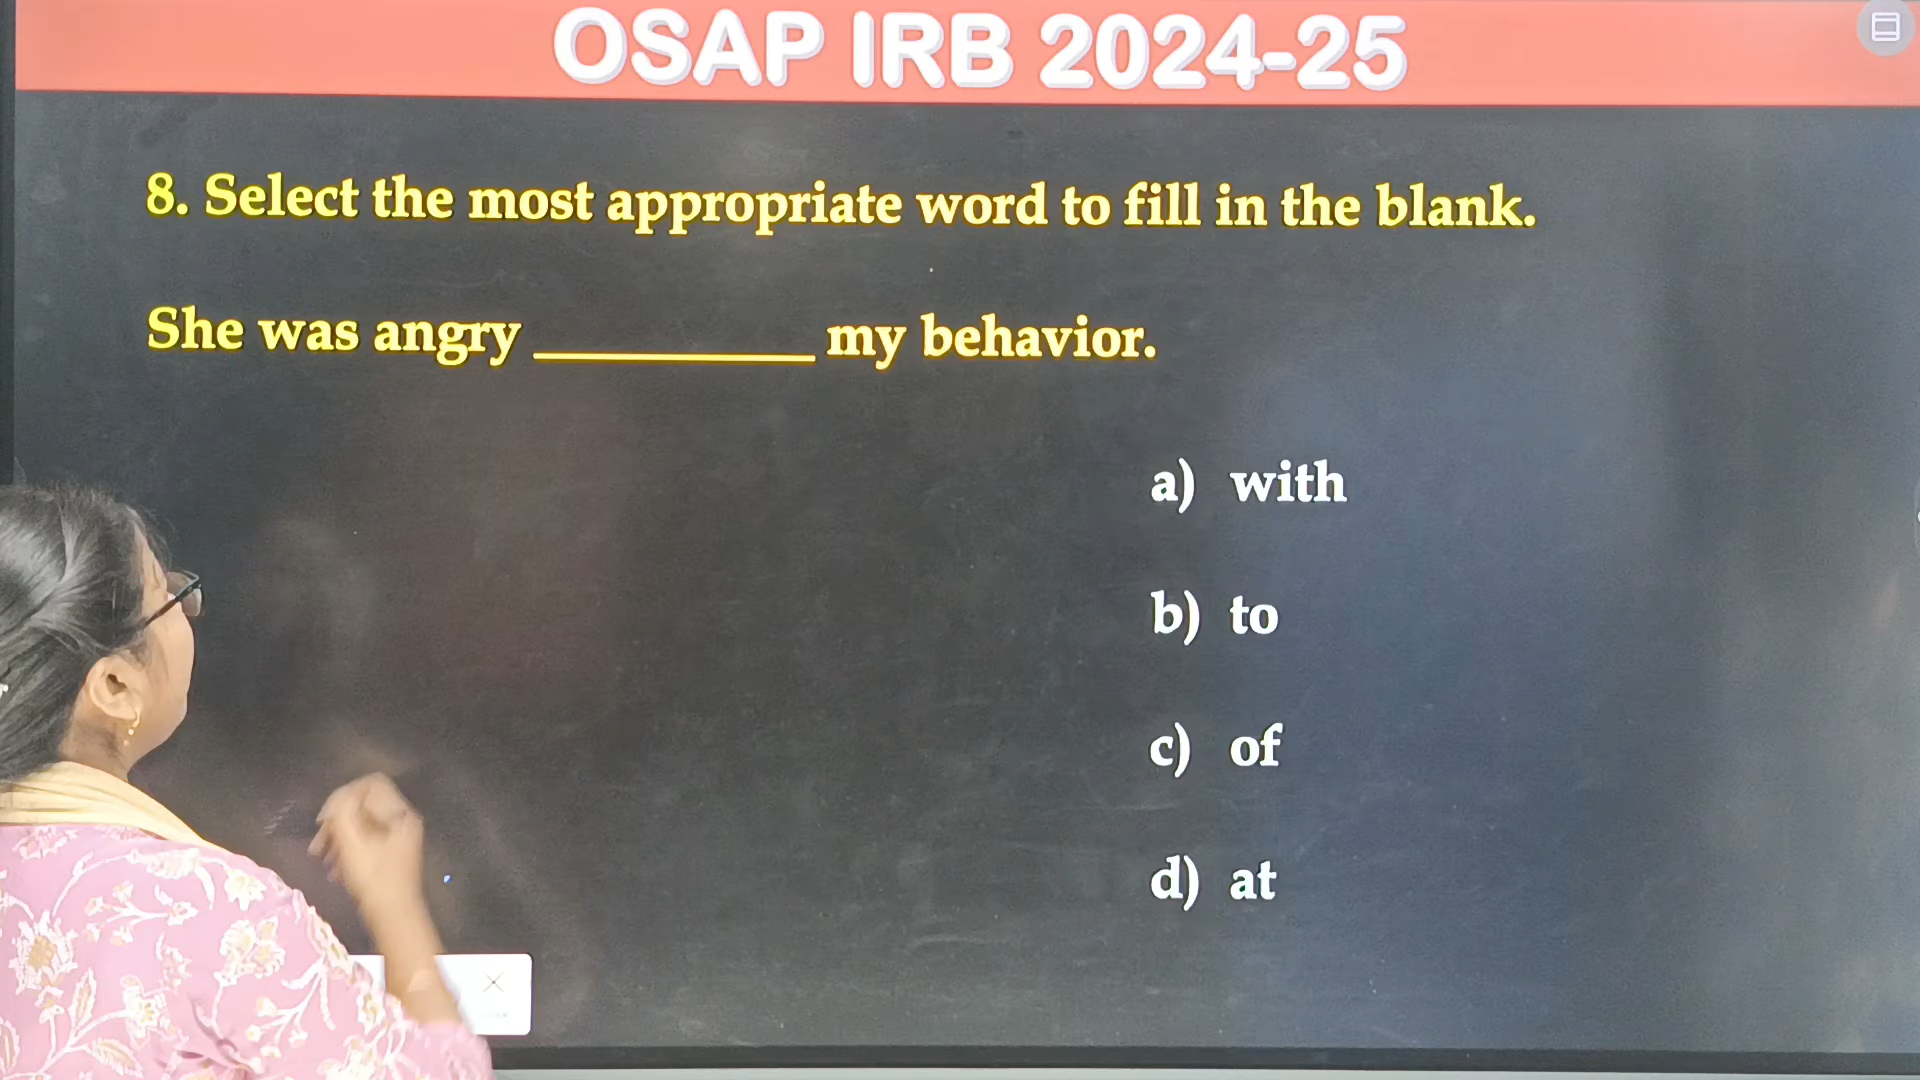 OSAP IRB 2024-25
8. Select the most appropriate word to fill in the blank.
She was angry __________ my behavior.
a) with
b) to
c) of
d) at